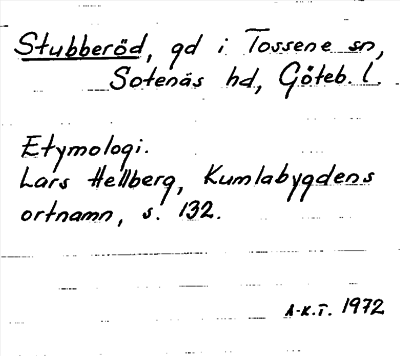 Stubberöd, gd i Tossene sn,
Sotenäs hd, Göteb. l.
Etymologi.
Lars Hellberg, Kumlabygdens
ortnamn, s. 132.
A-K.T. 1972